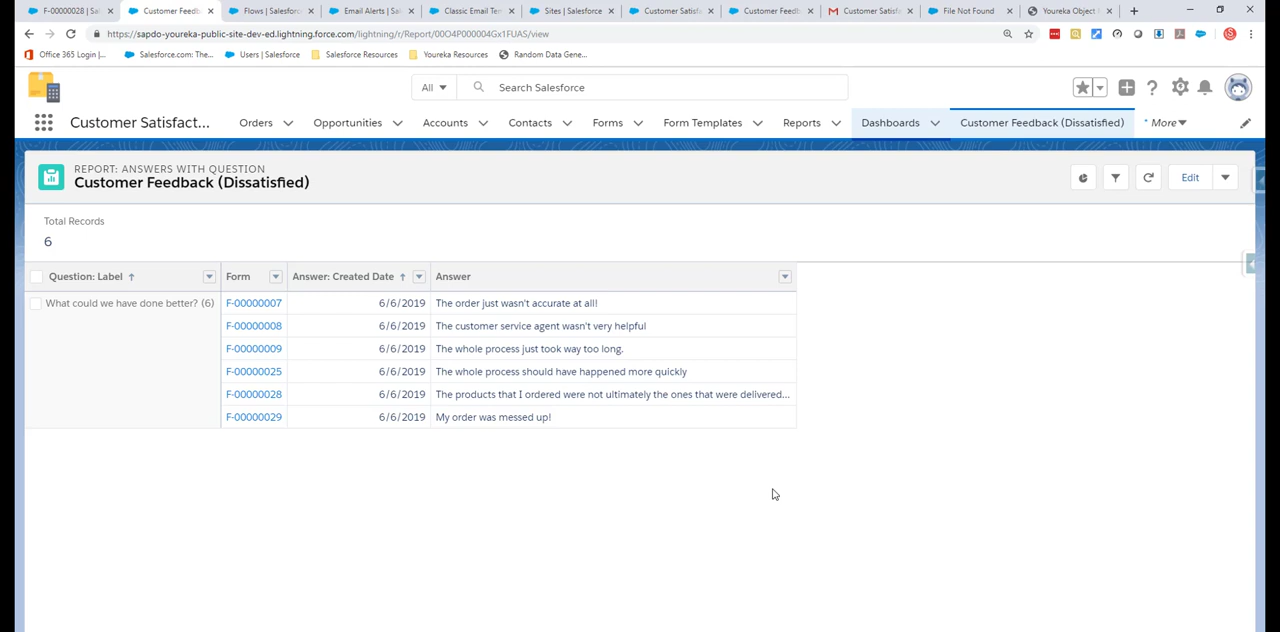 F-00000028 | Sal
Customer Feedb
Flows | Salesforc
Email Alerts | Sal
Classic Email Tem
Sites | Salesforce
Customer Satisfa
Customer Feedb
Customer Satisfa
File Not Found
Youreka Object M
https://sapdo-youreka-public-site-dev-ed.lightning.force.com/lightning/r/Report/00O4P000004Gx1FUAS/view
Office 365 Login |...
Salesforce.com: The...
Users | Salesforce
Salesforce Resources
Youreka Resources
Random Data Gene...
All
Search Salesforce
Customer Satisfact...
Orders
Opportunities
Accounts
Contacts
Forms
Form Templates
Reports
Dashboards
Customer Feedback (Dissatisfied)
* More
REPORT: ANSWERS WITH QUESTION
Customer Feedback (Dissatisfied)
Edit
Total Records
6
Question: Label ↑ Form Answer: Created Date ↑ Answer
What could we have done better? (6) F-00000007 6/6/2019 The order just wasn't accurate at all!
F-00000008 6/6/2019 The customer service agent wasn't very helpful
F-00000009 6/6/2019 The whole process just took way too long.
F-00000025 6/6/2019 The whole process should have happened more quickly
F-00000028 6/6/2019 The products that I ordered were not ultimately the ones that were delivered...
F-00000029 6/6/2019 My order was messed up!